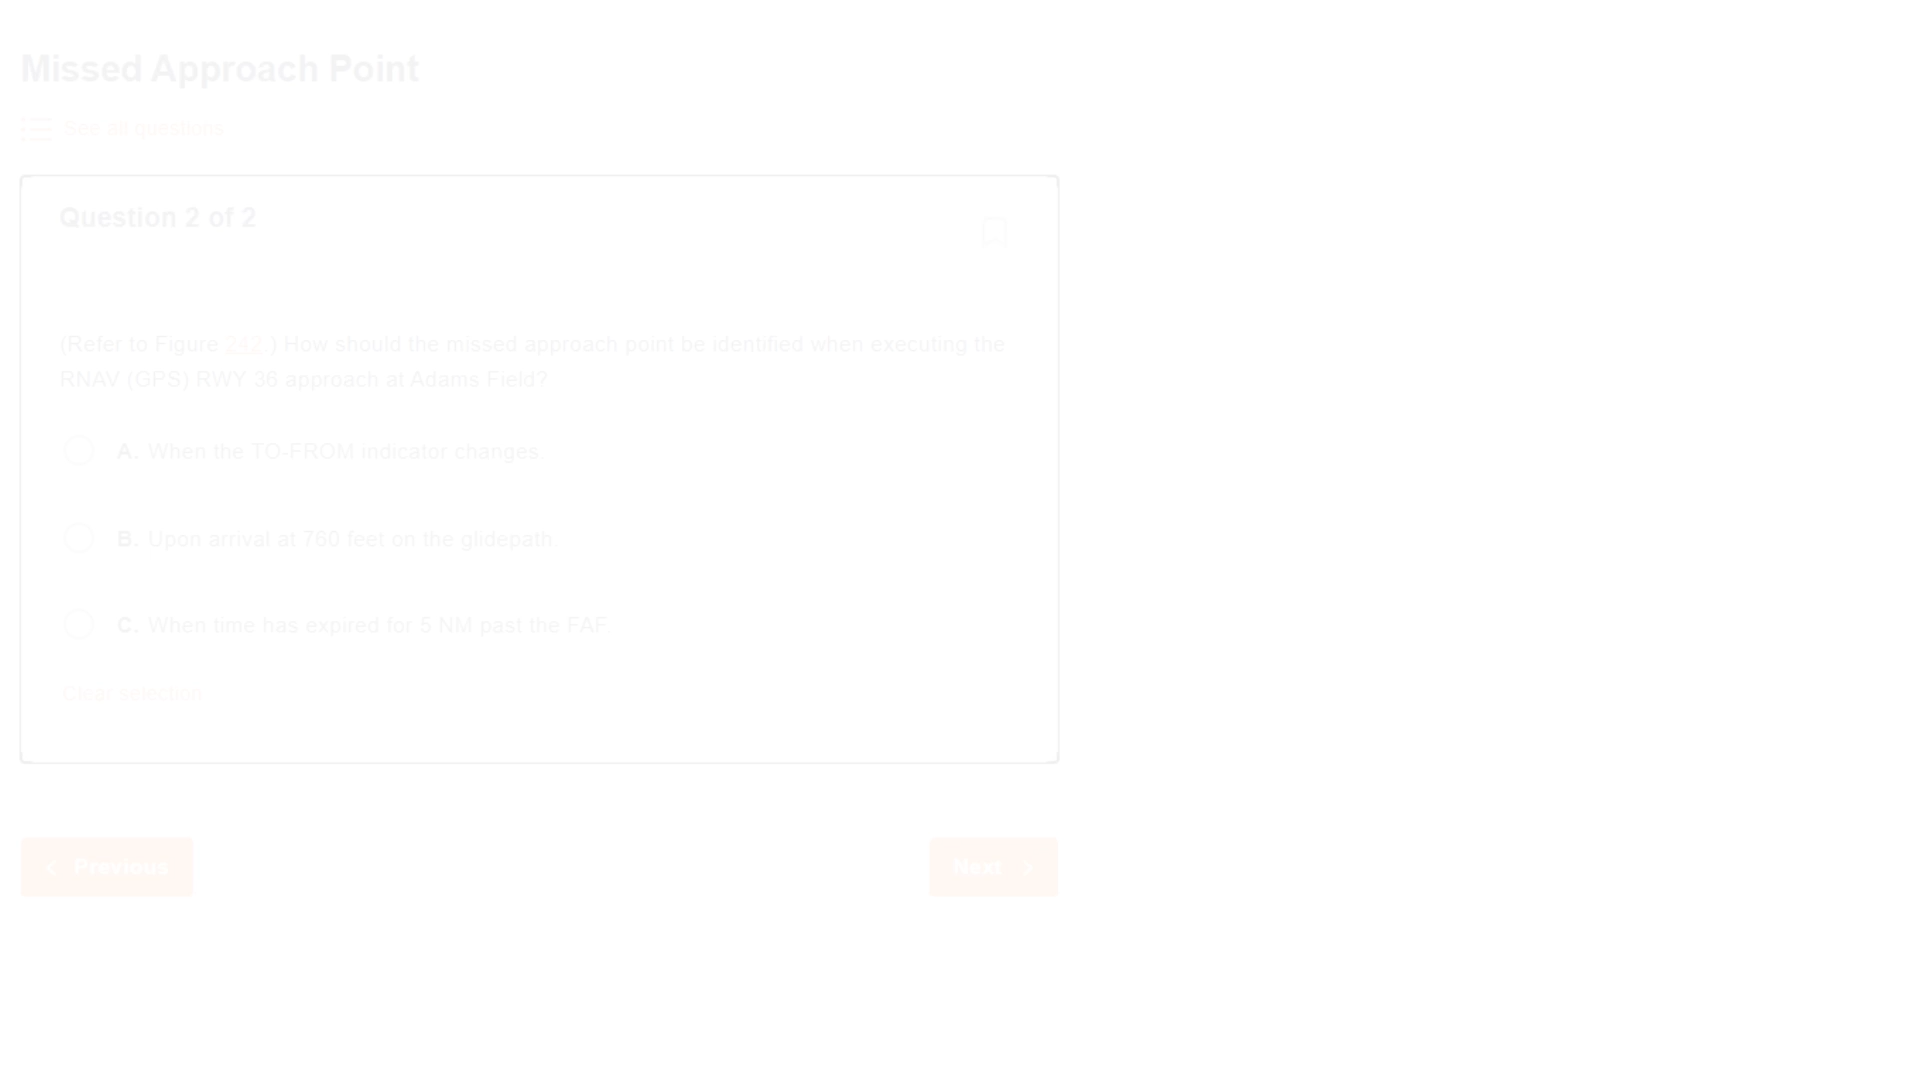 Missed Approach Point
See all questions
Question 2 of 2
(Refer to Figure 242.) How should the missed approach point be identified when executing the
RNAV (GPS) RWY 36 approach at Adams Field?
A. When the TO-FROM indicator changes.
B. Upon arrival at 760 feet on the glidepath.
C. When time has expired for 5 NM past the FAF.
Clear selection
Previous
Next